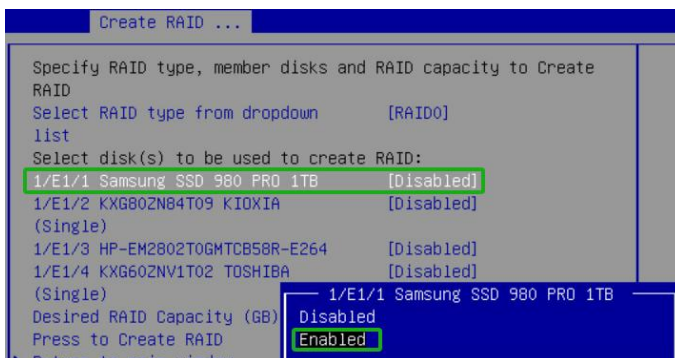 Create RAID ...
Specify RAID type, member disks and RAID capacity to Create
RAID
Select RAID type from dropdown [RAID0]
list
Select disk(s) to be used to create RAID:
1/E1/1 Samsung SSD 980 PRO 1TB [Disabled]
1/E1/2 KXG80ZN84T09 KIOXIA [Disabled]
(Single)
1/E1/3 HP-EM2802T0GMTCB58R-E264 [Disabled]
1/E1/4 KXG60ZNV1T02 TOSHIBA [Disabled]
(Single)
1/E1/1 Samsung SSD 980 PRO 1TB
Desired RAID Capacity (GB)
Disabled
Press to Create RAID
Enabled